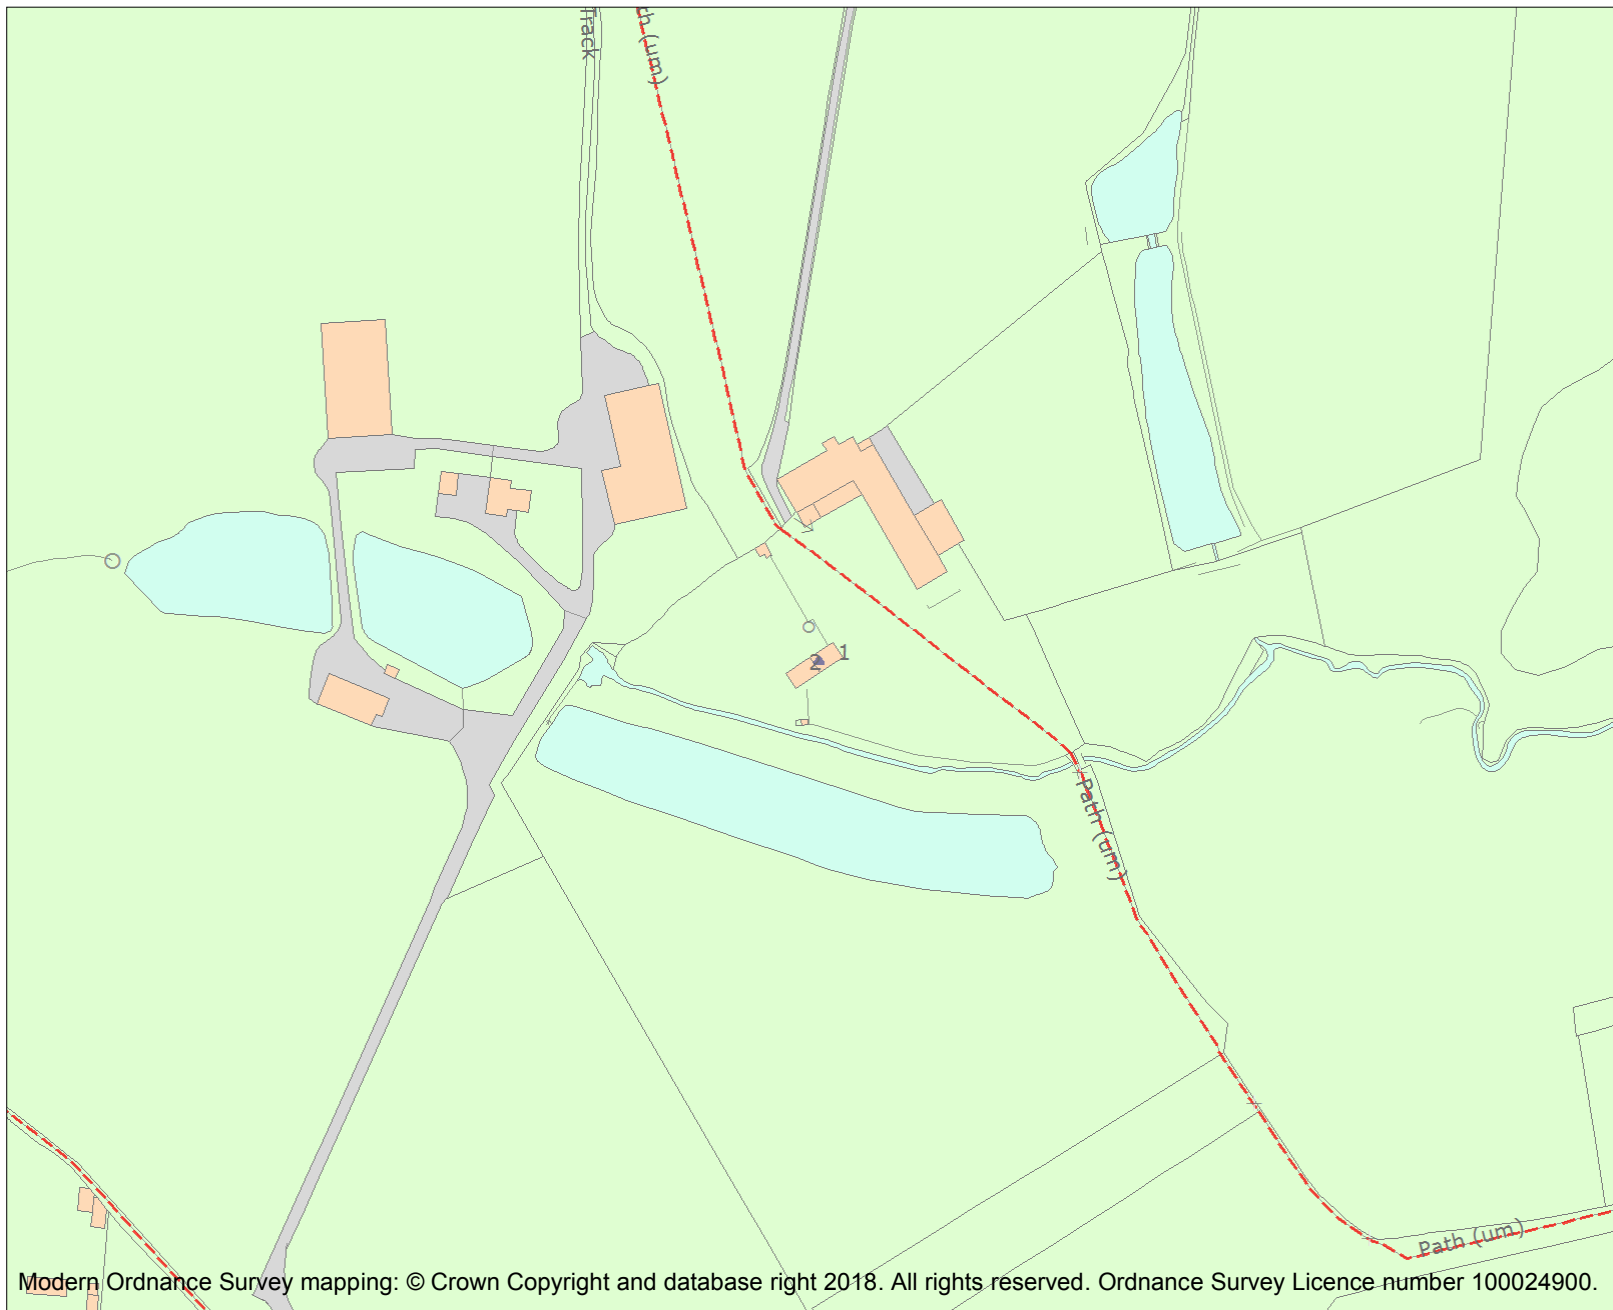 Track
th (um)
1
2
Path (um)
Path (um)
Modern Ordnance Survey mapping: © Crown Copyright and database right 2018. All rights reserved. Ordnance Survey Licence number 100024900.